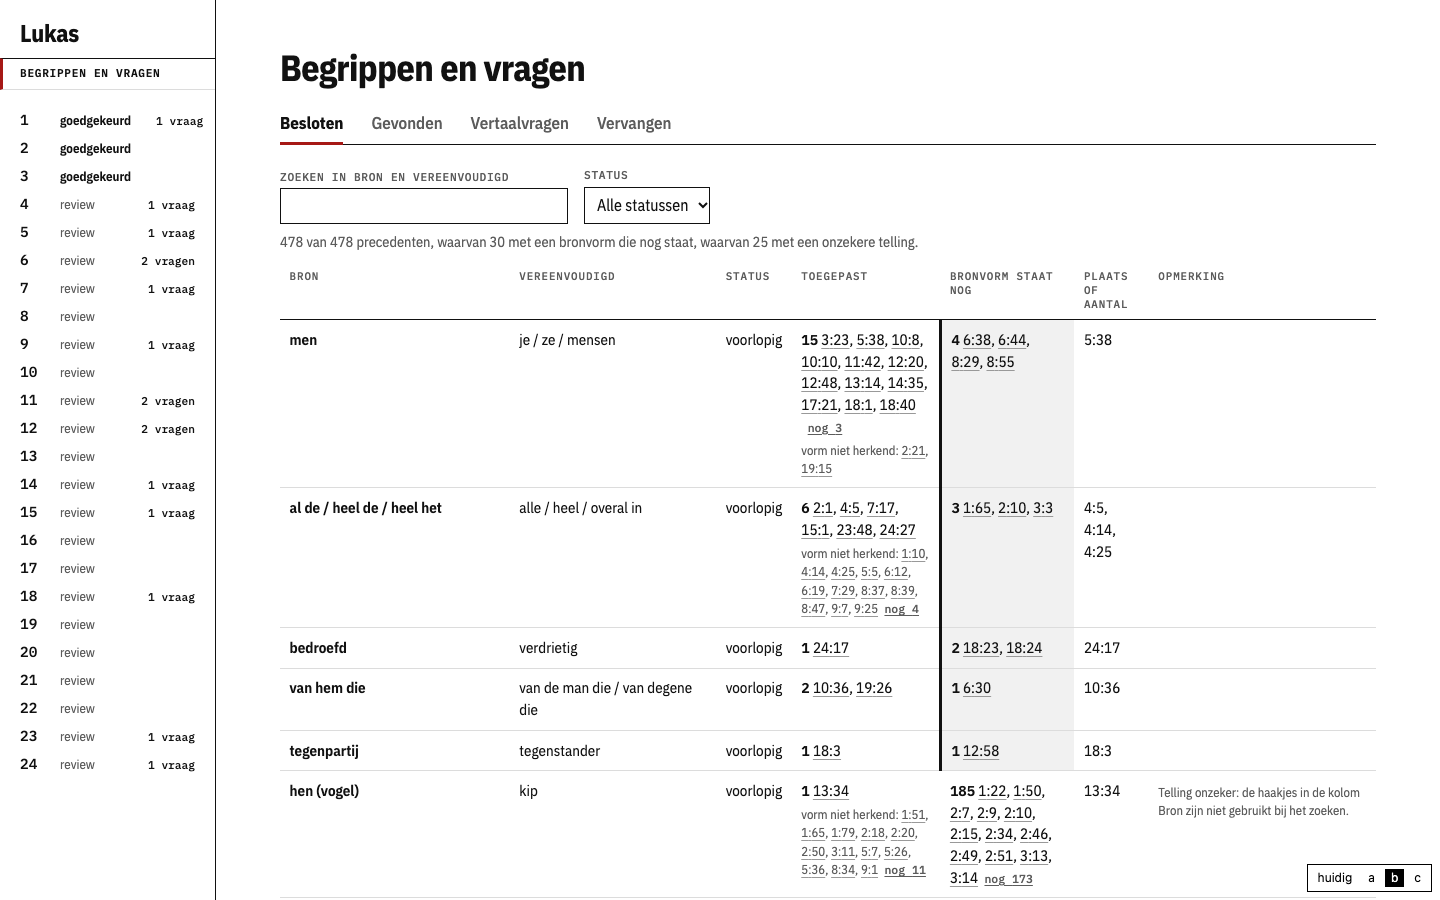 Lukas
BEGRIPPEN EN VRAGEN
1 goedgekeurd 1 vraag
2 goedgekeurd
3 goedgekeurd
4 review 1 vraag
5 review 1 vraag
6 review 2 vragen
7 review 1 vraag
8 review
9 review 1 vraag
10 review
11 review 2 vragen
12 review 2 vragen
13 review
14 review 1 vraag
15 review 1 vraag
16 review
17 review
18 review 1 vraag
19 review
20 review
21 review
22 review
23 review 1 vraag
24 review 1 vraag
Begrippen en vragen
Besloten Gevonden Vertaalvragen Vervangen
ZOEKEN IN BRON EN VEREENVOUDIGD STATUS
Alle statussen
478 van 478 precedenten, waarvan 30 met een bronvorm die nog staat, waarvan 25 met een onzekere telling.
BRON VEREENVOUDIGD STATUS TOEGEPAST BRONVORM STAAT PLAATS OPMERKING
NOG OF
AANTAL
men je / ze / mensen voorlopig 15 3:23, 5:38, 10:8, 4 6:38, 6:44, 5:38
10:10, 11:42, 12:20, 8:29, 8:55
12:48, 13:14, 14:35,
17:21, 18:1, 18:40
nog 3
vorm niet herkend: 2:21,
19:15
al de / heel de / heel het alle / heel / overal in voorlopig 6 2:1, 4:5, 7:17, 3 1:65, 2:10, 3:3 4:5,
15:1, 23:48, 24:27 4:14,
vorm niet herkend: 1:10, 4:25
4:14, 4:25, 5:5, 6:12,
6:19, 7:29, 8:37, 8:39,
8:47, 9:7, 9:25 nog 4
bedroefd verdrietig voorlopig 1 24:17 2 18:23, 18:24 24:17
van hem die van de man die / van degene voorlopig 2 10:36, 19:26 1 6:30 10:36
die
tegenpartij tegenstander voorlopig 1 18:3 1 12:58 18:3
hen (vogel) kip voorlopig 1 13:34 185 1:22, 1:50, 13:34 Telling onzeker: de haakjes in de kolom
vorm niet herkend: 1:51, 2:7, 2:9, 2:10, Bron zijn niet gebruikt bij het zoeken.
1:65, 1:79, 2:18, 2:20, 2:15, 2:34, 2:46,
2:50, 3:11, 5:7, 5:26, 2:49, 2:51, 3:13,
5:36, 8:34, 9:1 nog 11 3:14 nog 173
huidig a b c